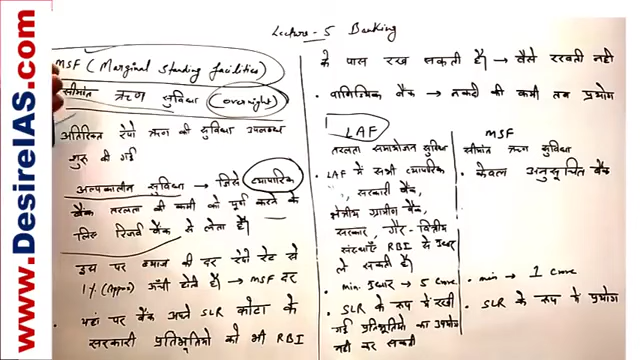 Lecture - 5 Banking
www.DesireIAS.com
MSF (Marginal Standing facilities)
सीमांत ऋण सुविधा (overnight)
अतिरिक्त रेपो ऋण की सुविधा उपलब्ध
शुरु की गई
अल्पकालीन सुविधा → जिसे व्यापारिक
बैंक तरलता की कमी को पूर्ण करने के
लिए रिजर्व बैंक से लेता है।
इस पर ब्याज की दर रेपो रेट से
1% (Approx) ऊँची होती है → MSF दर
यहां पर बैंक अपने SLR कोटा के
सरकारी प्रतिभूतियो को भी RBI
के पास रख सकती है। → वैसे रखती नही
• वाणिज्यिक बैंक → नकदी की कमी तब प्रयोग
LAF
तरलता समायोजन सुविधा
• LAF में सभी व्यापारिक
, सरकारी बैंक,
क्षेत्रीय ग्रामीण बैंक,
सरकार, गैर-वित्तीय
संस्थाएँ RBI से उधार
ले सकती है।
• min. उधार → 5 Crore
• SLR के रूप में रखी
गई प्रतिभूतियो का उपयोग
नही कर सकती
MSF
सीमांत ऋण सुविधा
• केवल अनुसूचित बैंक
• min → 1 Crore
• SLR के रूप में प्रयोग